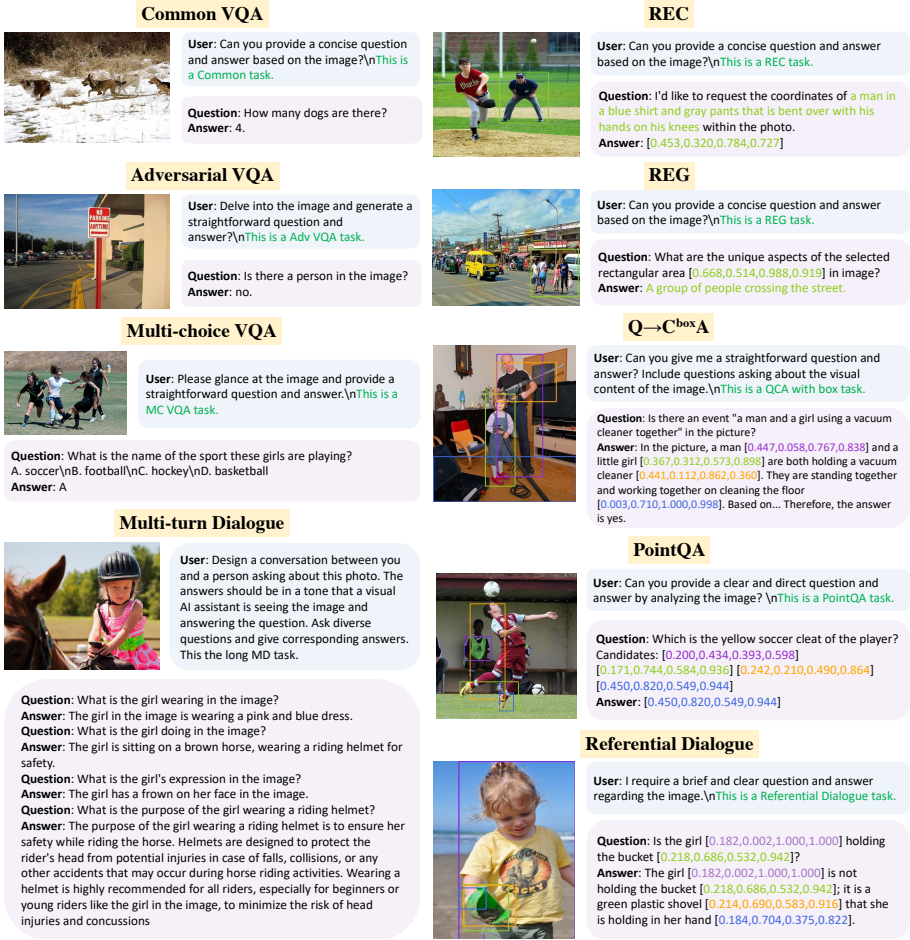 Common VQA
User: Can you provide a concise question
and answer based on the image?\nThis is
a Common task.
Question: How many dogs are there?
Answer: 4.
Adversarial VQA
NO
PARKING
ANYTIME
User: Delve into the image and generate a
straightforward question and
answer?\nThis is a Adv VQA task.
Question: Is there a person in the image?
Answer: no.
Multi-choice VQA
User: Please glance at the image and provide a
straightforward question and answer.\nThis is a
MC VQA task.
Question: What is the name of the sport these girls are playing?
A. soccer\nB. football\nC. hockey\nD. basketball
Answer: A
Multi-turn Dialogue
User: Design a conversation between you
and a person asking about this photo. The
answers should be in a tone that a visual
AI assistant is seeing the image and
answering the question. Ask diverse
questions and give corresponding answers.
This the long MD task.
Question: What is the girl wearing in the image?
Answer: The girl in the image is wearing a pink and blue dress.
Question: What is the girl doing in the image?
Answer: The girl is sitting on a brown horse, wearing a riding helmet for
safety.
Question: What is the girl's expression in the image?
Answer: The girl has a frown on her face in the image.
Question: What is the purpose of the girl wearing a riding helmet?
Answer: The purpose of the girl wearing a riding helmet is to ensure her
safety while riding the horse. Helmets are designed to protect the
rider's head from potential injuries in case of falls, collisions, or any
other accidents that may occur during horse riding activities. Wearing a
helmet is highly recommended for all riders, especially for beginners or
young riders like the girl in the image, to minimize the risk of head
injuries and concussions
REC
User: Can you provide a concise question and answer
based on the image?\nThis is a REC task.
Question: I'd like to request the coordinates of a man in
a blue shirt and gray pants that is bent over with his
hands on his knees within the photo.
Answer: [0.453,0.320,0.784,0.727]
REG
User: Can you provide a concise question and answer
based on the image?\nThis is a REG task.
Question: What are the unique aspects of the selected
rectangular area [0.668,0.514,0.988,0.919] in image?
Answer: A group of people crossing the street.
Q→C^boxA
User: Can you give me a straightforward question and
answer? Include questions asking about the visual
content of the image.\nThis is a QCA with box task.
Question: Is there an event "a man and a girl using a vacuum
cleaner together" in the picture?
Answer: In the picture, a man [0.447,0.058,0.767,0.838] and a
little girl [0.367,0.312,0.573,0.898] are both holding a vacuum
cleaner [0.441,0.112,0.862,0.360]. They are standing together
and working together on cleaning the floor
[0.003,0.710,1.000,0.998]. Based on... Therefore, the answer
is yes.
PointQA
User: Can you provide a clear and direct question and
answer by analyzing the image? \nThis is a PointQA task.
Question: Which is the yellow soccer cleat of the player?
Candidates: [0.200,0.434,0.393,0.598]
[0.171,0.744,0.584,0.936] [0.242,0.210,0.490,0.864]
[0.450,0.820,0.549,0.944]
Answer: [0.450,0.820,0.549,0.944]
Referential Dialogue
User: I require a brief and clear question and answer
regarding the image.\nThis is a Referential Dialogue task.
Question: Is the girl [0.182,0.002,1.000,1.000] holding
the bucket [0.218,0.686,0.532,0.942]?
Answer: The girl [0.182,0.002,1.000,1.000] is not
holding the bucket [0.218,0.686,0.532,0.942]; it is a
green plastic shovel [0.214,0.690,0.583,0.916] that she
is holding in her hand [0.184,0.704,0.375,0.822].